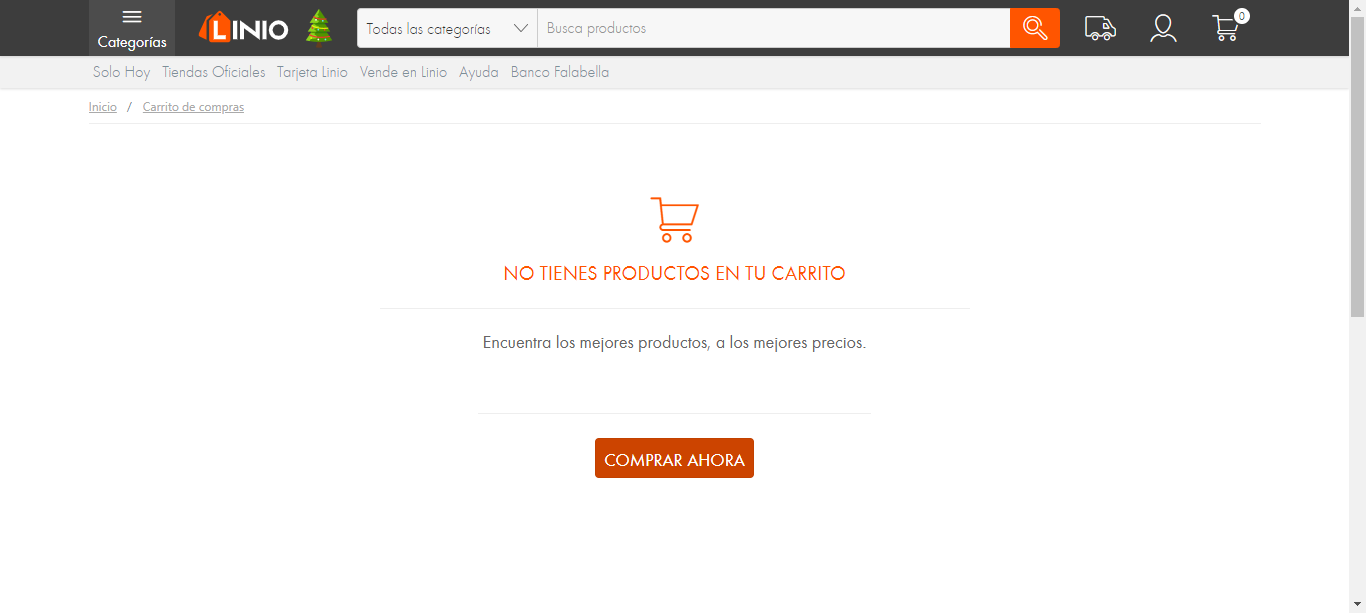 Categorías
LINIO
Todas las categorías
Busca productos
0
Solo Hoy Tiendas Oficiales Tarjeta Linio Vende en Linio Ayuda Banco Falabella
Inicio / Carrito de compras
NO TIENES PRODUCTOS EN TU CARRITO
Encuentra los mejores productos, a los mejores precios.
COMPRAR AHORA